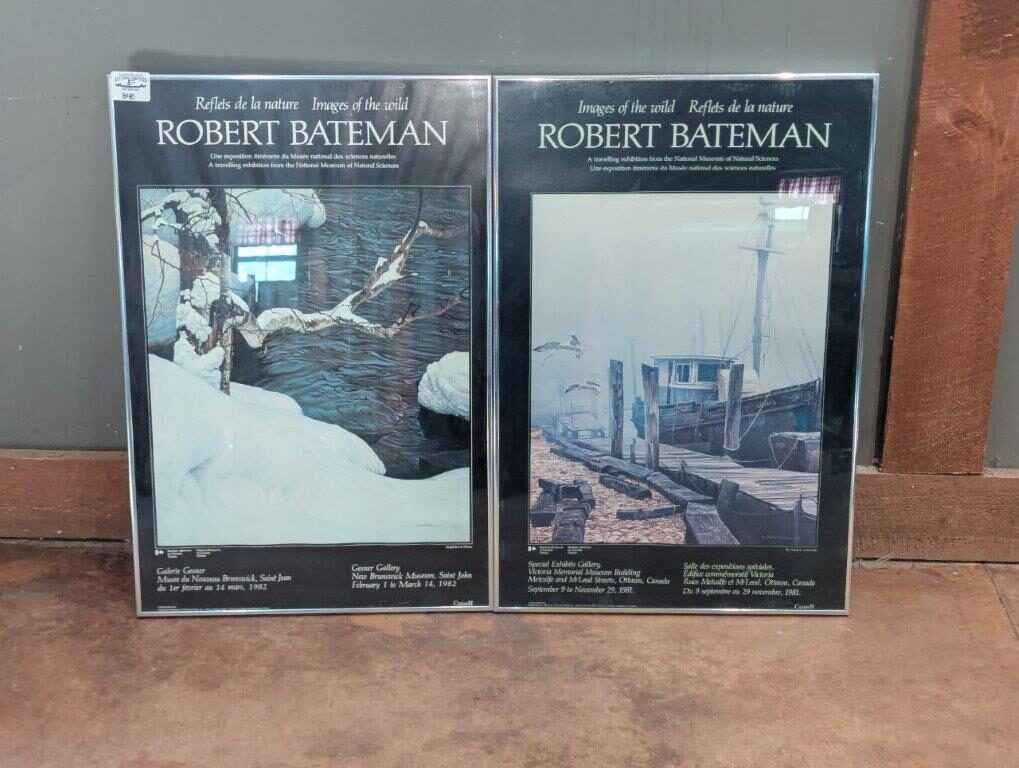 Reflets de la nature Images of the wild
ROBERT BATEMAN
Une exposition itinérante du Musée national des sciences naturelles
A travelling exhibition from the National Museum of Natural Sciences
Galerie Gesner
Musée du Nouveau Brunswick, Saint Jean
du 1er février au 14 mars, 1982
Gesner Gallery
New Brunswick Museum, Saint John
February 1 to March 14, 1982
Canada
Images of the wild Reflets de la nature
ROBERT BATEMAN
A travelling exhibition from the National Museum of Natural Sciences
Une exposition itinérante du Musée national des sciences naturelles
Special Exhibits Gallery,
Victoria Memorial Museum Building
Metcalfe and McLeod Streets, Ottawa, Canada
September 9 to November 29, 1981.
Salle des expositions spéciales,
Édifice commémoratif Victoria
Rues Metcalfe et McLeod, Ottawa, Canada
Du 9 septembre au 29 novembre, 1981.
Canada